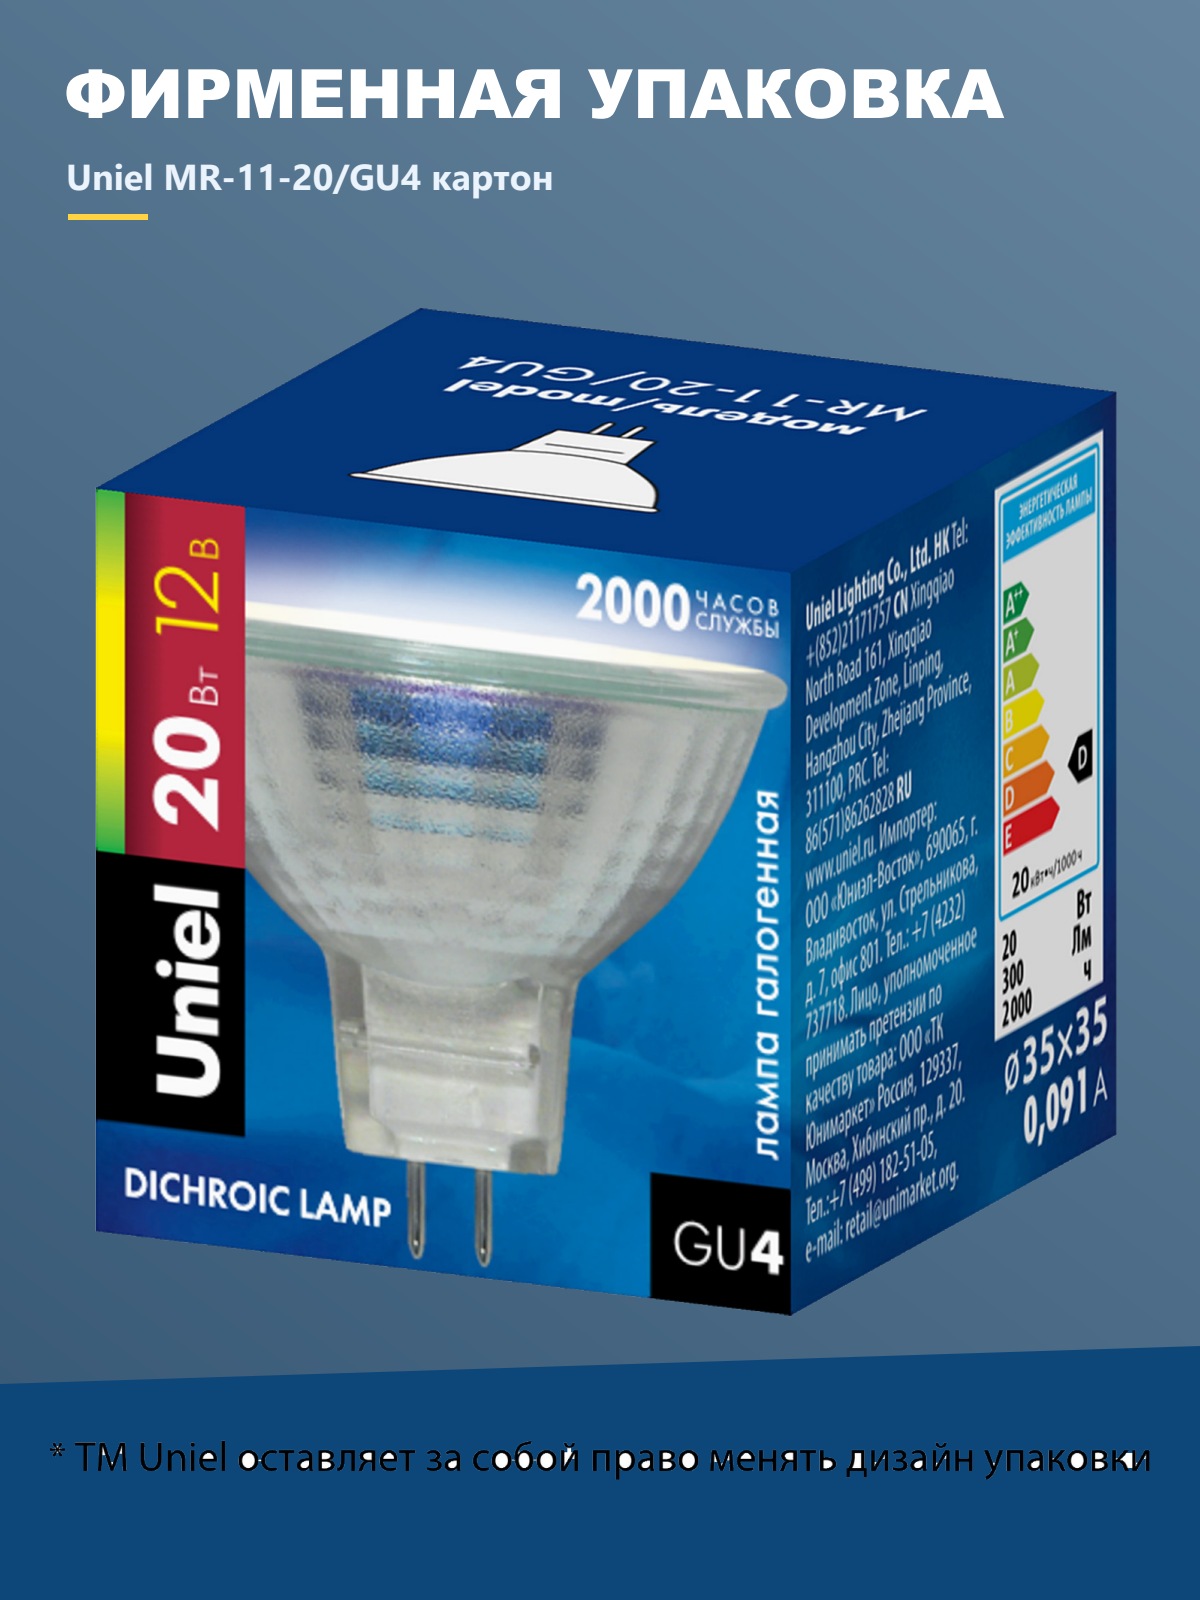 ФИРМЕННАЯ УПАКОВКА
Uniel MR-11-20/GU4 картон
модель/model
MR-11-20/GU4
20 Вт 12 В
Uniel
2000 ЧАСОВ
СЛУЖБЫ
лампа галогенная
DICHROIC LAMP
GU4
Uniel Lighting Co., Ltd. HK Tel:
+(852)21171757 CN Xingqiao
North Road 161, Xingqiao
Development Zone, Linping,
Hangzhou City, Zhejiang Province,
311100, PRC. Tel:
86(571)86262828 RU
www.uniel.ru. Импортер:
ООО «Юниэл-Восток», 690065, г.
Владивосток, ул. Стрельникова,
д. 7, офис 801. Тел.: +7 (4232)
737718. Лицо, уполномоченное
принимать претензии по
качеству товара: ООО «ТК
Юнимаркет» Россия, 129337,
Москва, Хибинский пр., д. 20.
Тел.:+7 (499) 182-51-05,
e-mail: retail@unimarket.org.
ЭНЕРГЕТИЧЕСКАЯ
ЭФФЕКТИВНОСТЬ ЛАМПЫ
A++
A+
A
B
C
D
E
D
20 кВт•ч/1000 ч
20 Вт
300 Лм
2000 ч
Ø35×35
0,091 А
* ТМ Uniel оставляет за собой право менять дизайн упаковки